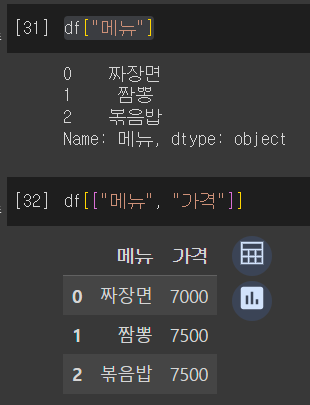 [31] df["메뉴"]
0 짜장면
1 짬뽕
2 볶음밥
Name: 메뉴, dtype: object
[32] df[["메뉴", "가격"]]
메뉴 가격
0 짜장면 7000
1 짬뽕 7500
2 볶음밥 7500